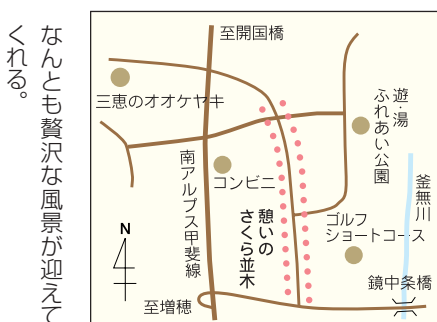 なんとも贅沢な風景が迎えて
くれる。
至開国橋
三恵のオオケヤキ
遊・湯
ふれあい公園
コンビニ
南アルプス甲斐線
憩いの
さくら並木
釜無川
ゴルフ
ショートコース
N
鏡中条橋
至増穂